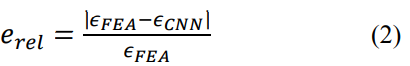 e_rel = |ϵ_FEA−ϵ_CNN| / ϵ_FEA (2)